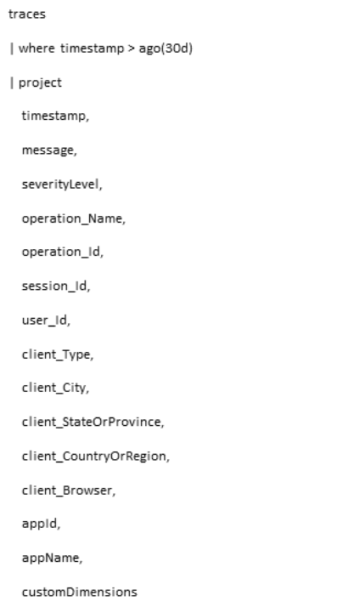 traces
| where timestamp > ago(30d)
| project
timestamp,
message,
severityLevel,
operation_Name,
operation_Id,
session_Id,
user_Id,
client_Type,
client_City,
client_StateOrProvince,
client_CountryOrRegion,
client_Browser,
appId,
appName,
customDimensions